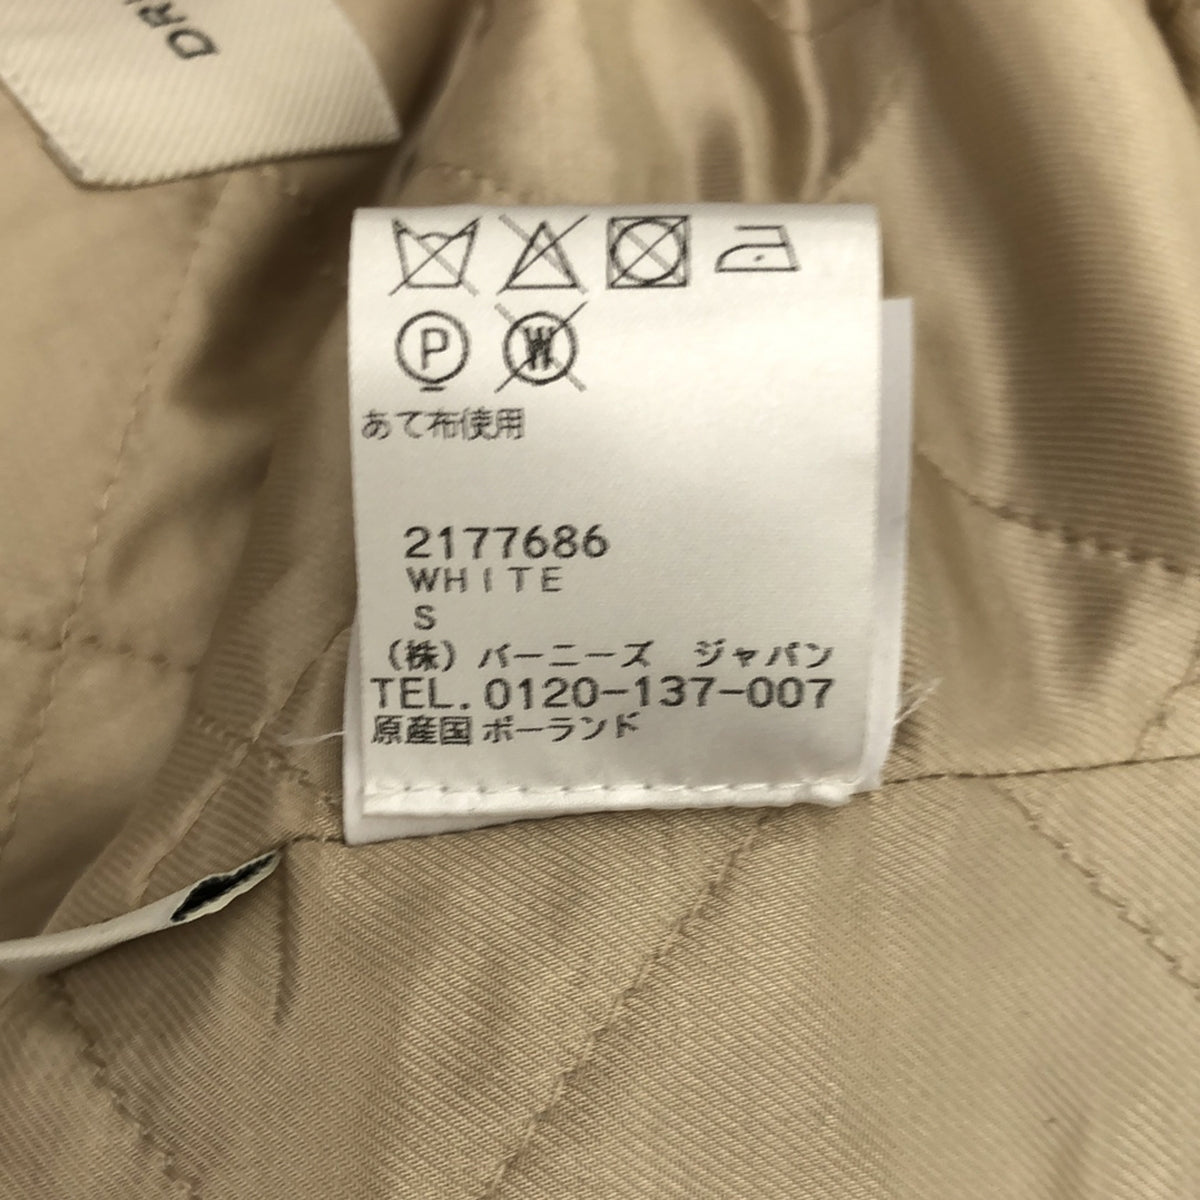 DR
P
W
あて布使用
2177686
WHITE
S
(株) バーニーズ ジャパン
TEL.0120-137-007
原産国 ポーランド